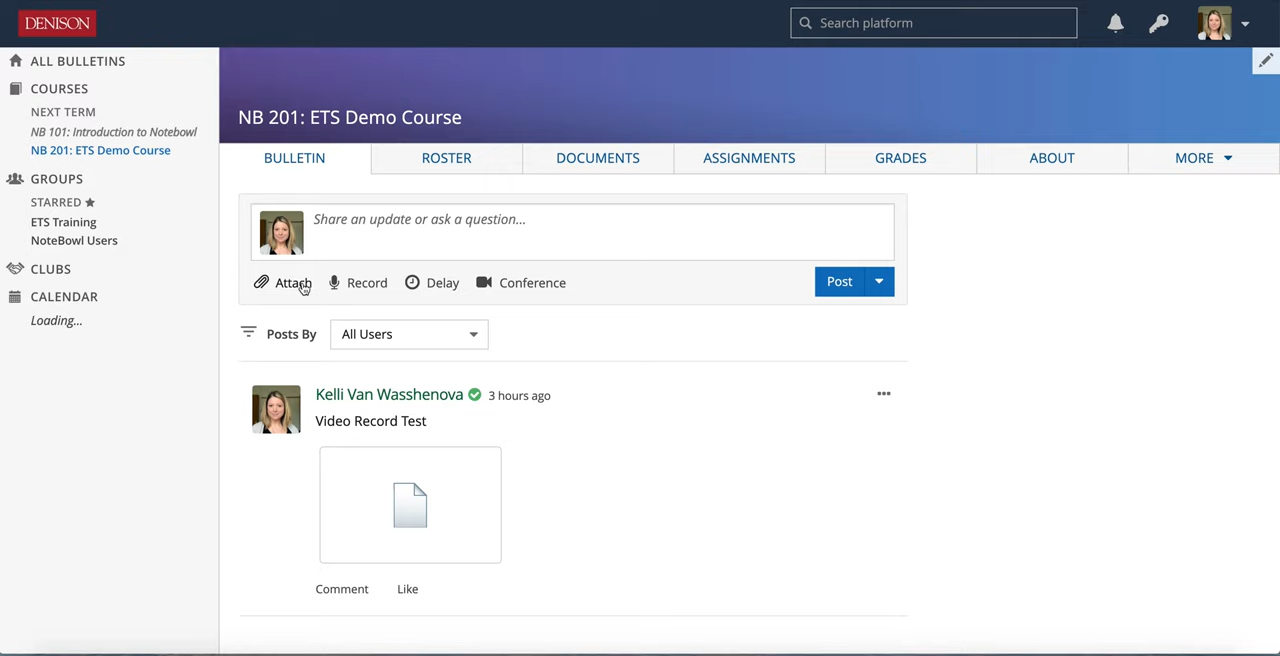 DENISON
Search platform
ALL BULLETINS
COURSES
NEXT TERM
NB 101: Introduction to Notebowl
NB 201: ETS Demo Course
GROUPS
STARRED
ETS Training
NoteBowl Users
CLUBS
CALENDAR
Loading...
NB 201: ETS Demo Course
BULLETIN
ROSTER
DOCUMENTS
ASSIGNMENTS
GRADES
ABOUT
MORE
Share an update or ask a question...
Attach
Record
Delay
Conference
Post
Posts By
All Users
Kelli Van Wasshenova 3 hours ago
Video Record Test
Comment
Like